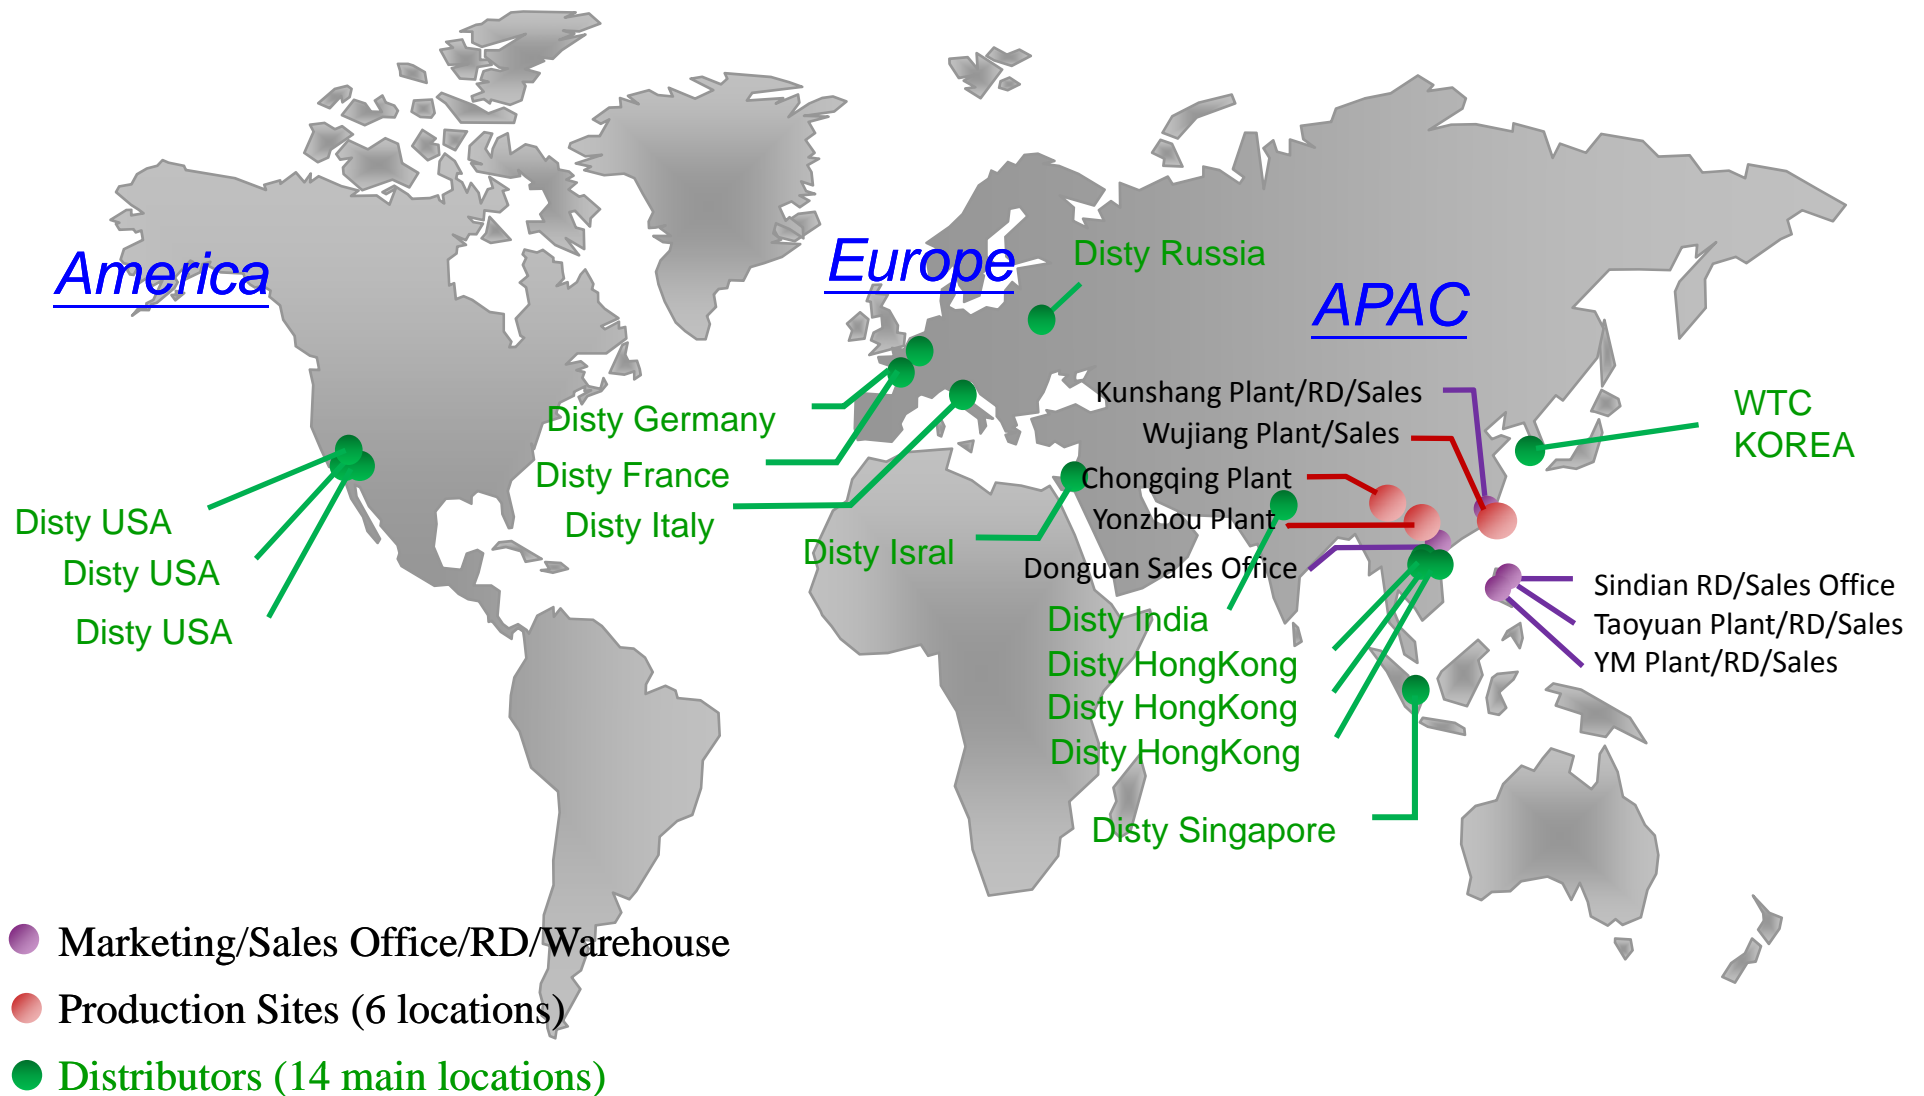 America
Europe
APAC
Disty Russia
Kunshang Plant/RD/Sales
Wujiang Plant/Sales
Chongqing Plant
Yonzhou Plant
Donguan Sales Office
WTC
KOREA
Disty Germany
Disty France
Disty Italy
Disty Isral
Disty USA
Disty USA
Disty USA
Disty India
Disty HongKong
Disty HongKong
Disty HongKong
Disty Singapore
Sindian RD/Sales Office
Taoyuan Plant/RD/Sales
YM Plant/RD/Sales
Marketing/Sales Office/RD/Warehouse
Production Sites (6 locations)
Distributors (14 main locations)